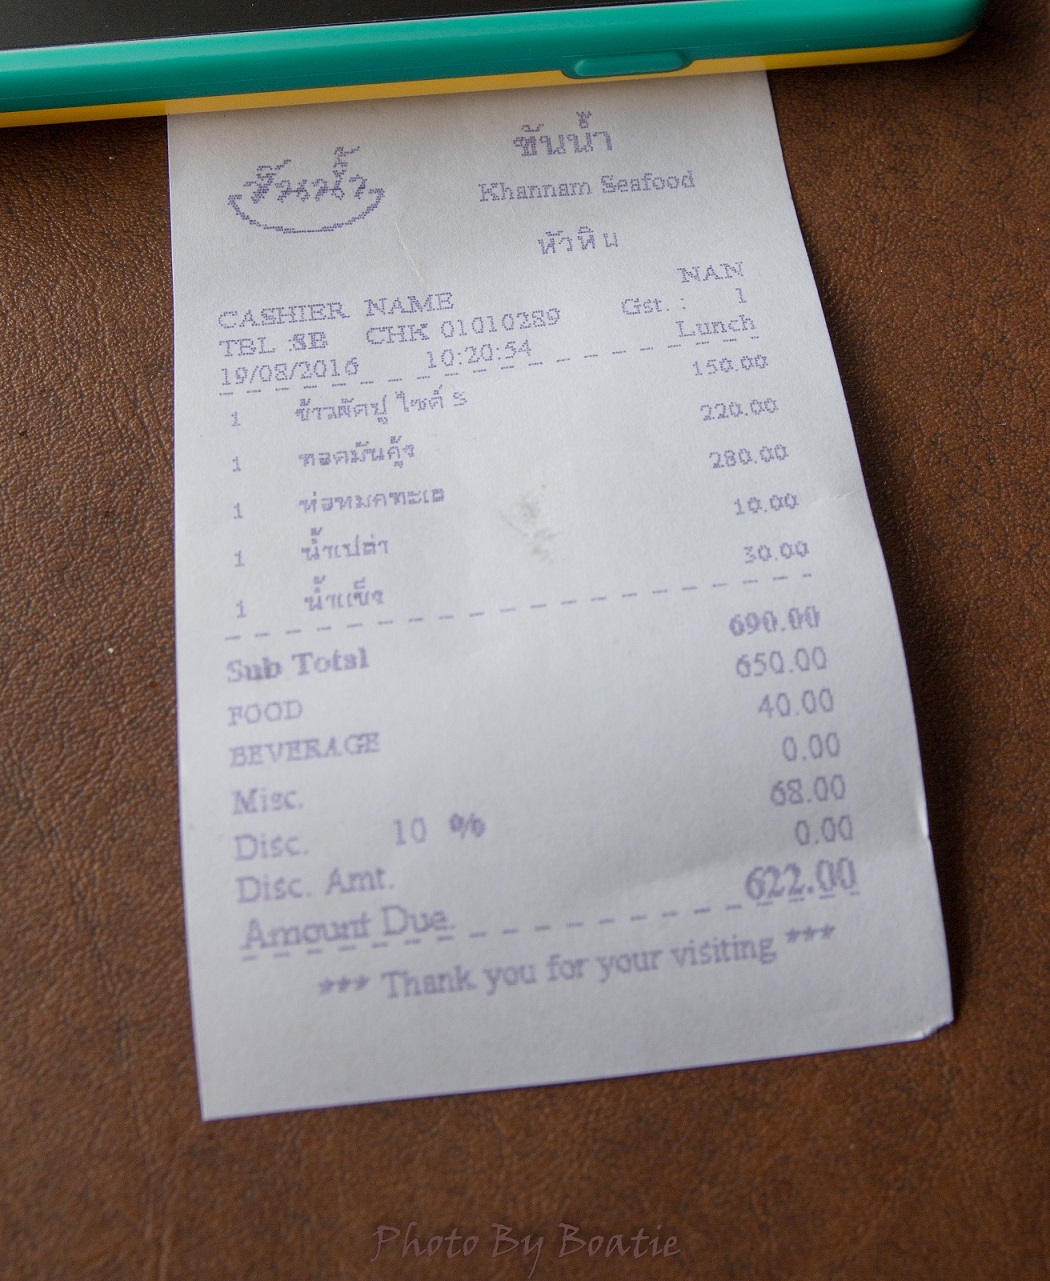 ขันน้ำ
ขันน้ำ
Khannam Seafood
หัวหิน
CASHIER NAME NAN
TBL :SB CHK 01010289 Gst. : 1
19/08/2016 10:20:54 Lunch
1 ข้าวผัดปู ไซด์ S 150.00
1 ทอดมันกุ้ง 220.00
1 ห่อหมกทะเล 280.00
1 น้ำเปล่า 10.00
1 น้ำแข็ง 30.00
Sub Total 690.00
FOOD 650.00
BEVERAGE 40.00
Misc. 0.00
Disc. 10 % 68.00
Disc. Amt. 0.00
Amount Due 622.00
*** Thank you for your visiting ***
Photo By Boatie